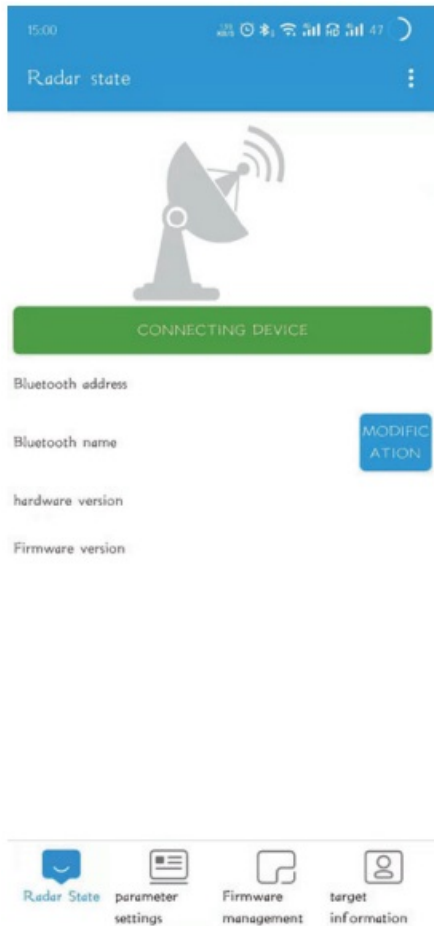 15:00
47
Radar state
CONNECTING DEVICE
Bluetooth address
Bluetooth name
MODIFIC
ATION
hardware version
Firmware version
Radar State
parameter
settings
Firmware
management
target
information